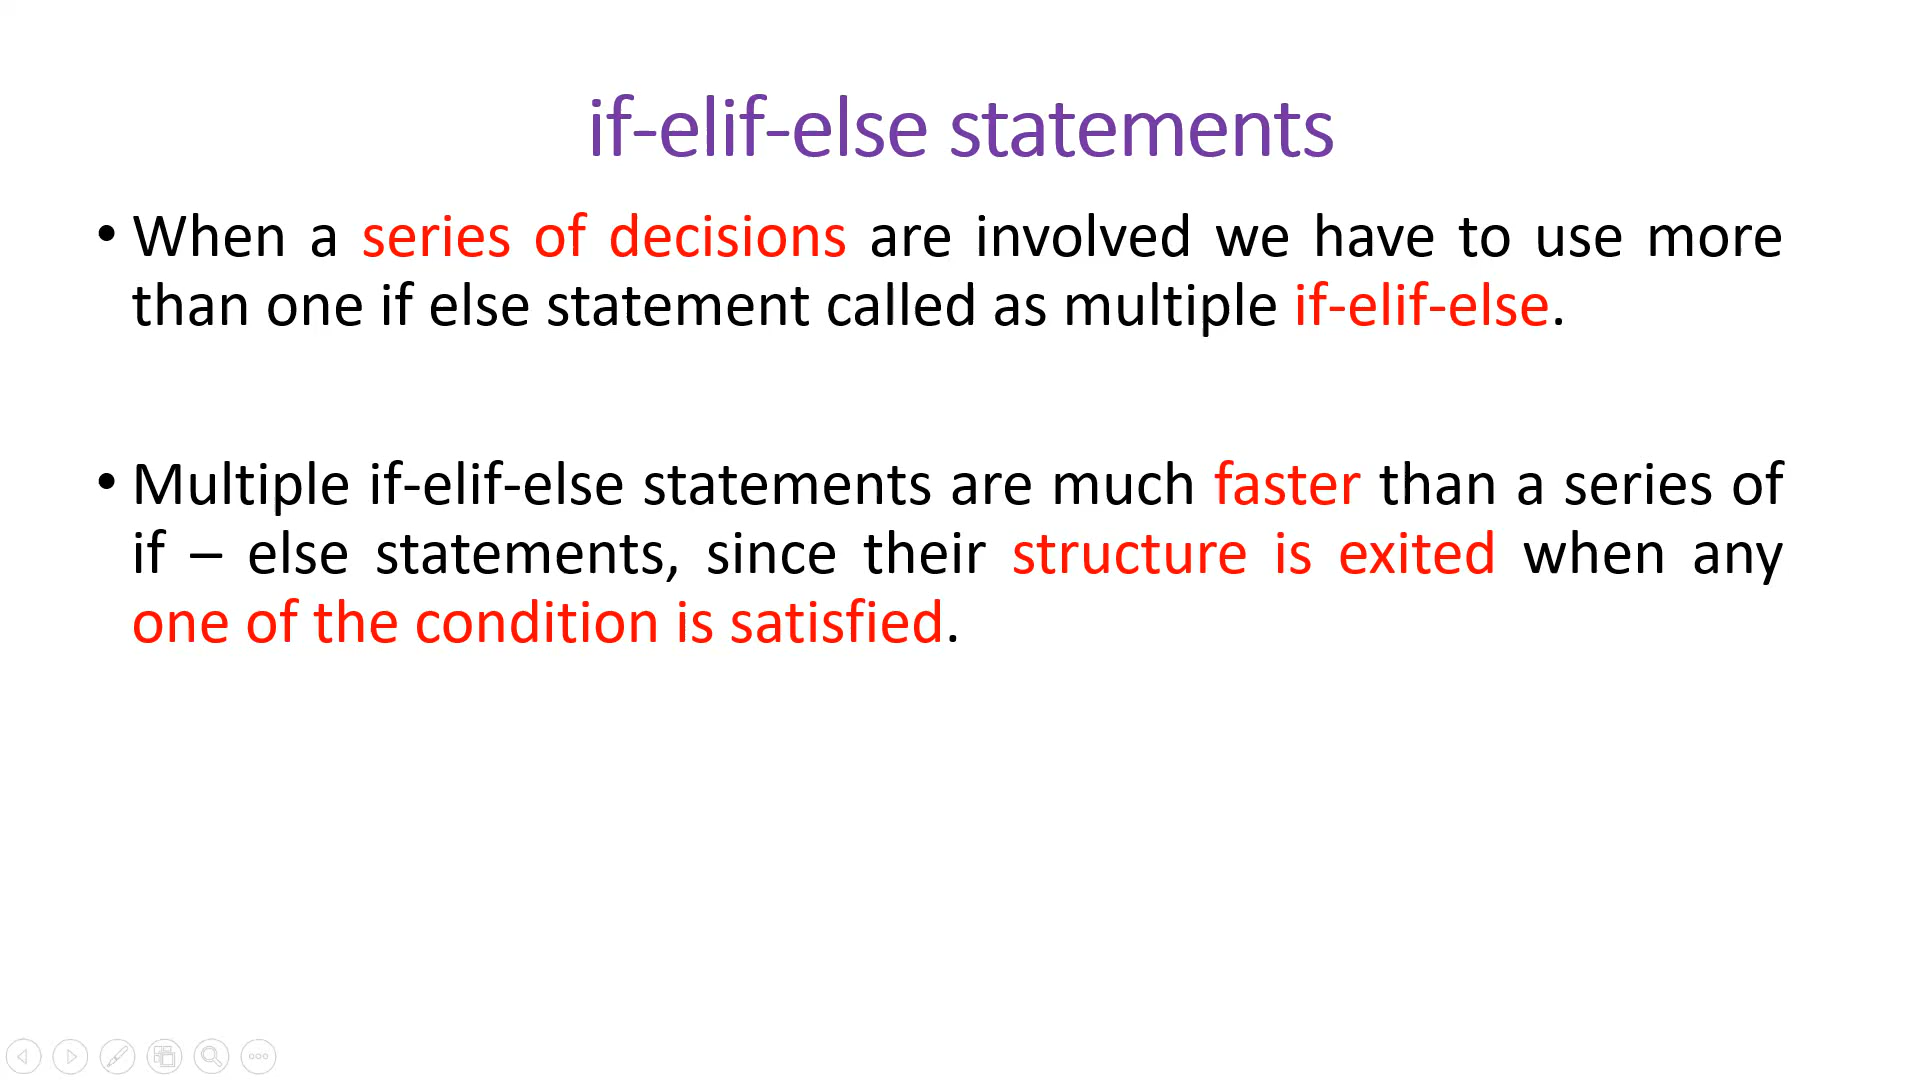 if-elif-else statements
• When a series of decisions are involved we have to use more
than one if else statement called as multiple if-elif-else.
• Multiple if-elif-else statements are much faster than a series of
if – else statements, since their structure is exited when any
one of the condition is satisfied.